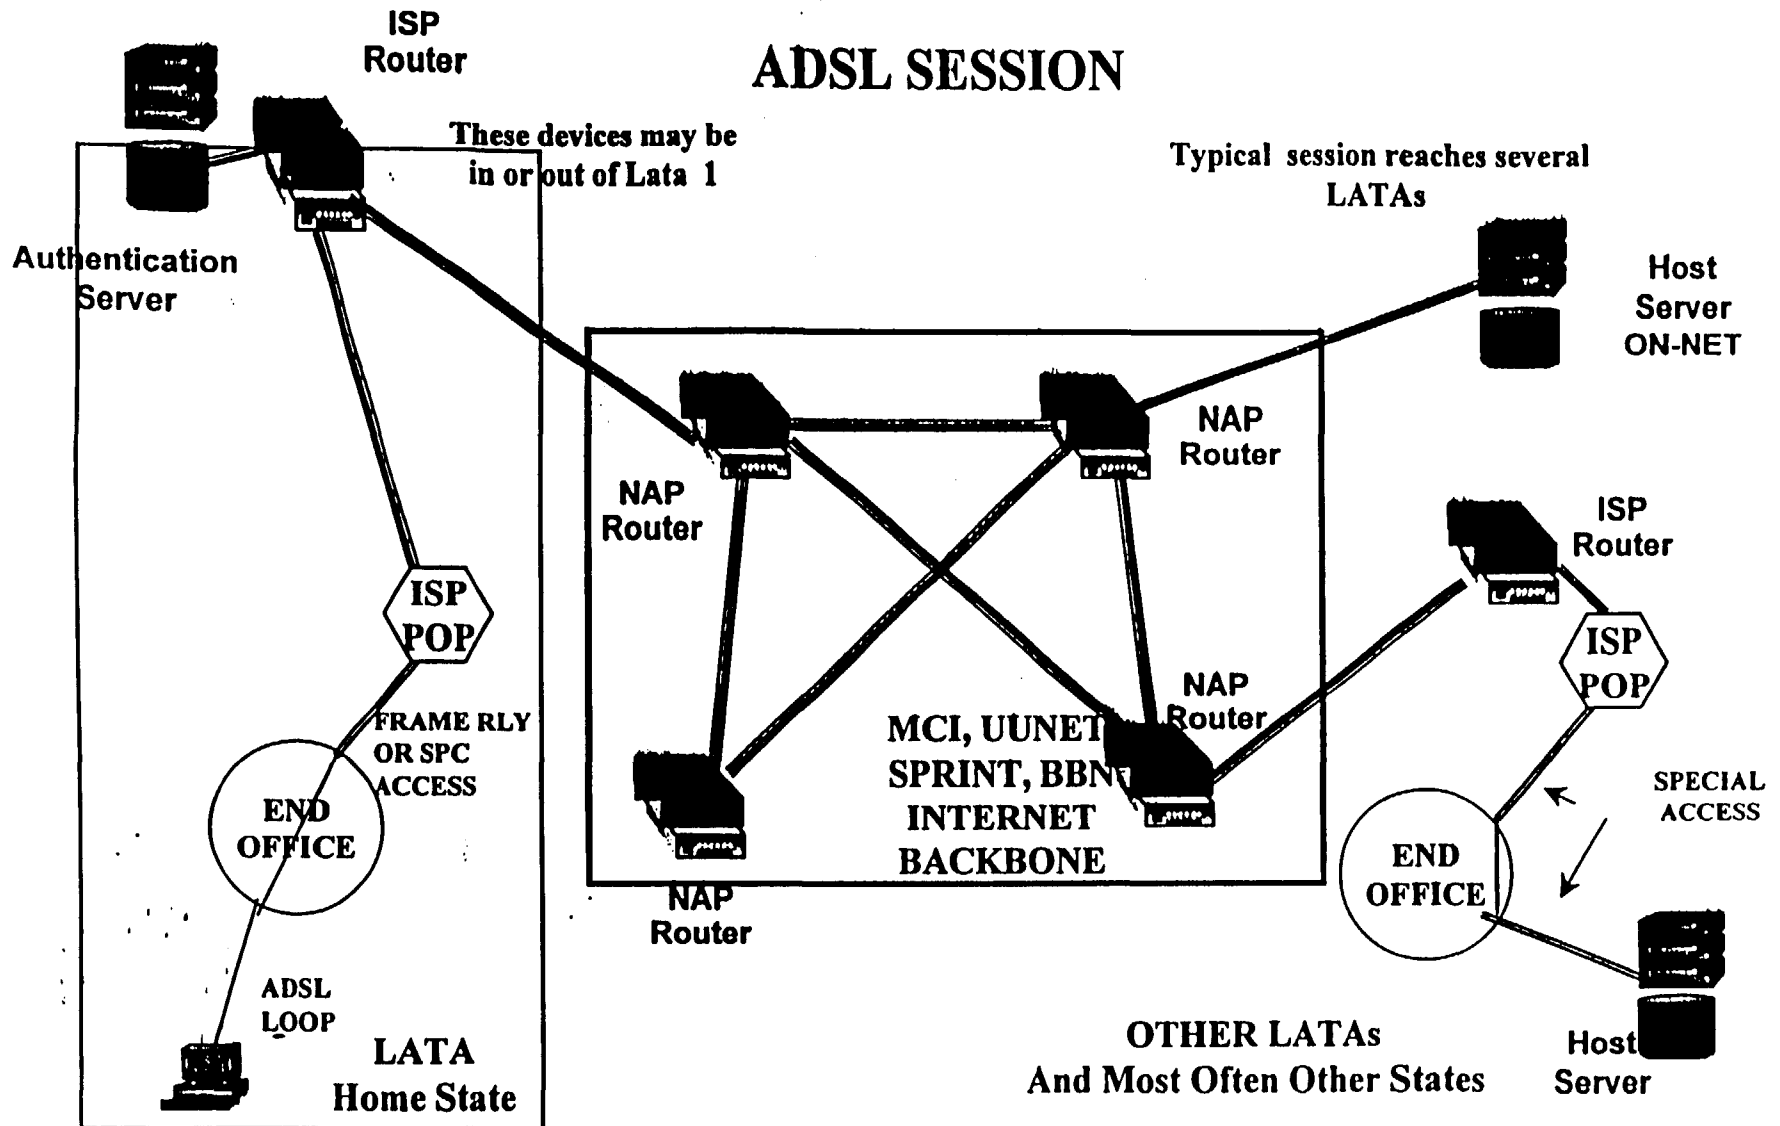 ISP
Router
ADSL SESSION
These devices may be
in or out of Lata 1
Typical session reaches several
LATAs
Authentication
Server
Host
Server
ON-NET
NAP
Router
NAP
Router
ISP
Router
ISP
POP
ISP
POP
NAP
Router
FRAME RLY
OR SPC
ACCESS
MCI, UUNET
SPRINT, BBN
INTERNET
BACKBONE
SPECIAL
ACCESS
END
OFFICE
END
OFFICE
NAP
Router
ADSL
LOOP
LATA
Home State
OTHER LATAs
And Most Often Other States
Host
Server